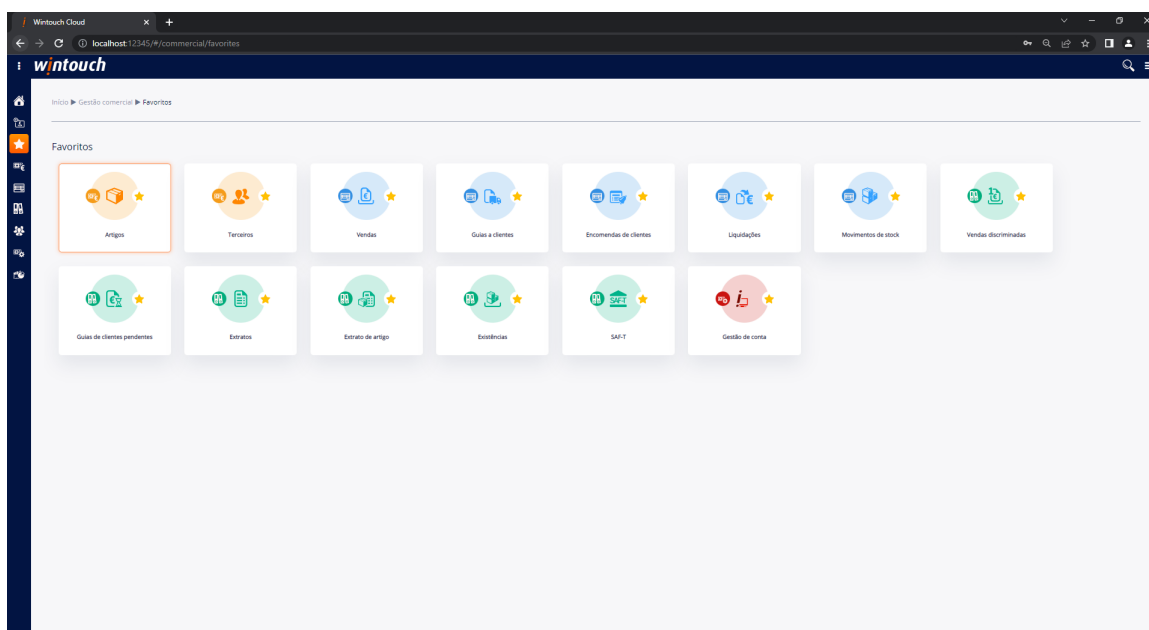 Wintouch Cloud
localhost:12345/#/commercial/favorites
wintouch
Início ▶ Gestão comercial ▶ Favoritos
Favoritos
Artigos
Terceiros
Vendas
Guias a clientes
Encomendas de clientes
Liquidações
Movimentos de stock
Vendas discriminadas
Guias de clientes pendentes
Extratos
Extrato de artigo
Existências
SAF-T
SAF-T
Gestão de conta